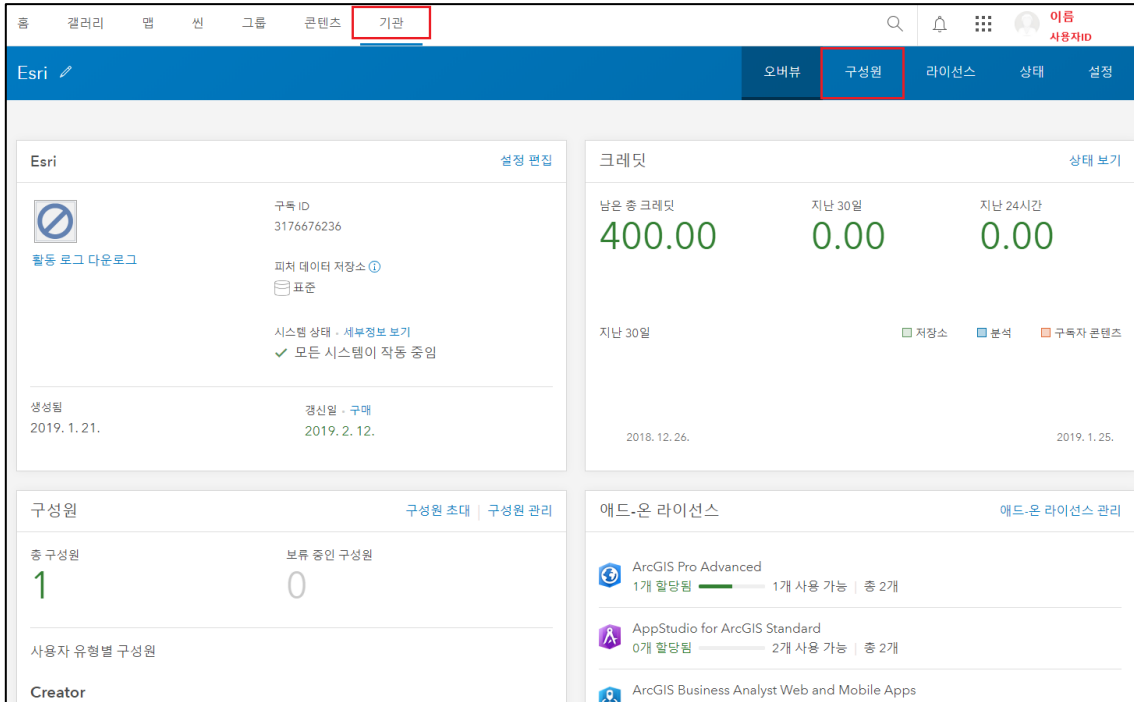 홈 갤러리 맵 씬 그룹 콘텐츠 기관
이름
사용자ID
Esri
오버뷰 구성원 라이선스 상태 설정
Esri 설정 편집
활동 로그 다운로그
구독 ID
3176676236
피처 데이터 저장소
표준
시스템 상태 - 세부정보 보기
모든 시스템이 작동 중임
생성됨
2019. 1. 21.
갱신일 - 구매
2019. 2. 12.
크레딧 상태 보기
남은 총 크레딧 지난 30일 지난 24시간
400.00 0.00 0.00
지난 30일 저장소 분석 구독자 콘텐츠
2018. 12. 26. 2019. 1. 25.
구성원 구성원 초대 | 구성원 관리
총 구성원 보류 중인 구성원
1 0
사용자 유형별 구성원
Creator
애드-온 라이선스 애드-온 라이선스 관리
ArcGIS Pro Advanced
1개 할당됨 1개 사용 가능 | 총 2개
AppStudio for ArcGIS Standard
0개 할당됨 2개 사용 가능 | 총 2개
ArcGIS Business Analyst Web and Mobile Apps